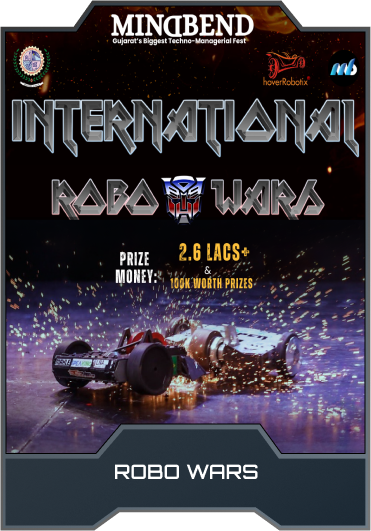 MINDBEND
Gujarat's Biggest Techno-Managerial Fest
hoverRobotix
mb
INTERNATIONAL
ROBO WARS
PRIZE MONEY:
2.6 LACS+
&
100K WORTH PRIZES
ROBO WARS